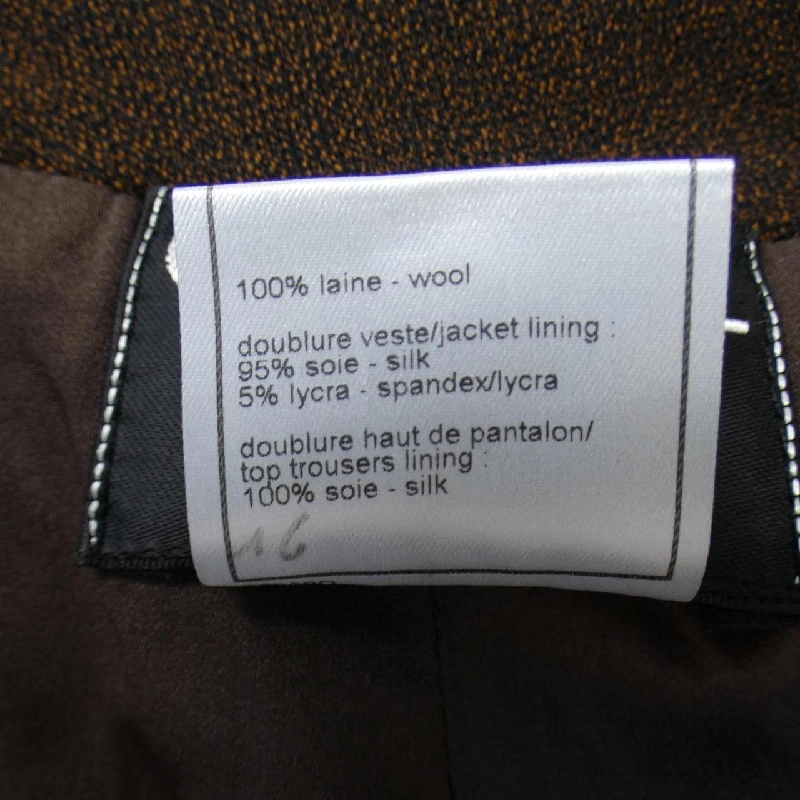 100% laine - wool
doublure veste/jacket lining :
95% soie - silk
5% lycra - spandex/lycra
doublure haut de pantalon/
top trousers lining :
100% soie - silk
16